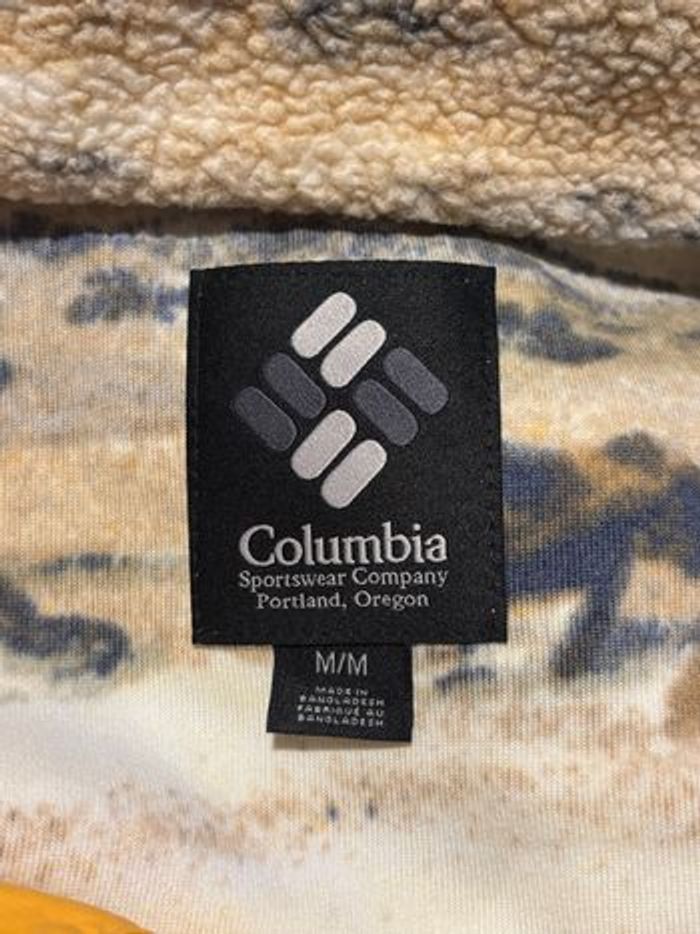 Columbia
Sportswear Company
Portland, Oregon
M/M
MADE IN
BANGLADESH
FABRIQUÉ AU
BANGLADESH